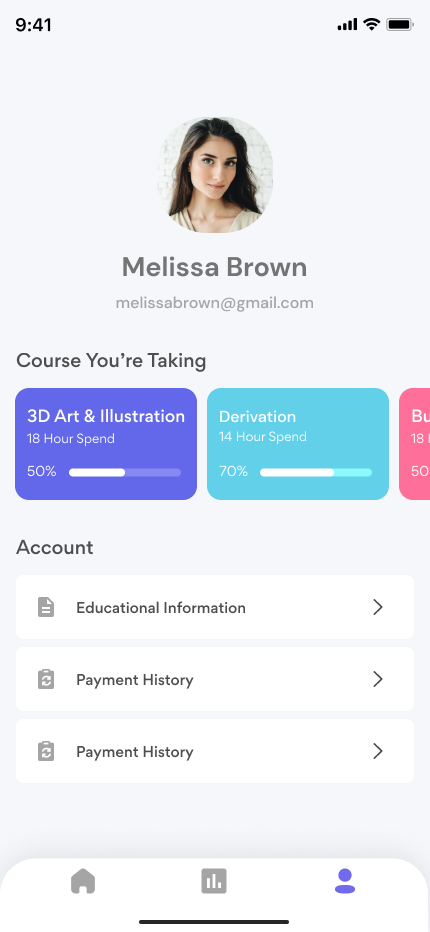 9:41
Melissa Brown
melissabrown@gmail.com
Course You’re Taking
3D Art & Illustration
18 Hour Spend
50%
Derivation
14 Hour Spend
70%
Bu
18
50
Account
Educational Information
Payment History
Payment History